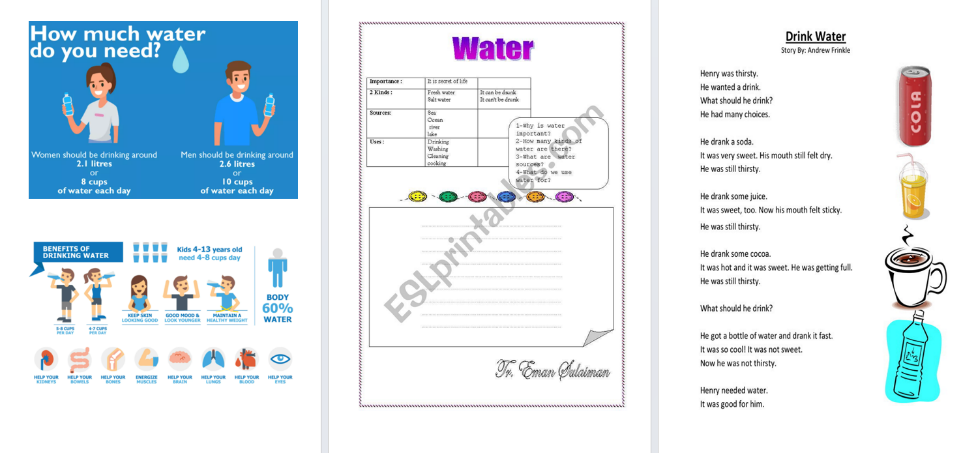 How much water
do you need?
Women should be drinking around
2.1 litres
or
8 cups
of water each day
Men should be drinking around
2.6 litres
or
10 cups
of water each day
BENEFITS OF
DRINKING WATER
Kids 4-13 years old
need 4-8 cups day
5-6 CUPS
PER DAY
4-7 CUPS
PER DAY
KEEP SKIN
LOOKING GOOD
GOOD MOOD &
LOOK YOUNGER
MAINTAIN A
HEALTHY WEIGHT
BODY
60%
WATER
HELP YOUR
KIDNEYS
HELP YOUR
BOWELS
HELP YOUR
BONES
ENERGIZE
MUSCLES
HELP YOUR
BRAIN
HELP YOUR
LUNGS
HELP YOUR
BLOOD
HELP YOUR
EYES
Water
Importance : It is secret of life
2 Kinds : Fresh water It can be drunk
Salt water It can't be drunk
Sources: Sea
Ocean
river
lake
Uses : Drinking
Washing
Cleaning
cooking
1-Why is water
important?
2-How many kinds of
water are there?
3-What are water
sources?
4-What do we use
water for?
ESLprintables.com
Tr. Eman Sulaiman
Drink Water
Story By: Andrew Frinkle
Henry was thirsty.
He wanted a drink.
What should he drink?
He had many choices.
He drank a soda.
It was very sweet. His mouth still felt dry.
He was still thirsty.
He drank some juice.
It was sweet, too. Now his mouth felt sticky.
He was still thirsty.
He drank some cocoa.
It was hot and it was sweet. He was getting full.
He was still thirsty.
What should he drink?
He got a bottle of water and drank it fast.
It was so cool! It was not sweet.
Now he was not thirsty.
Henry needed water.
It was good for him.
COLA